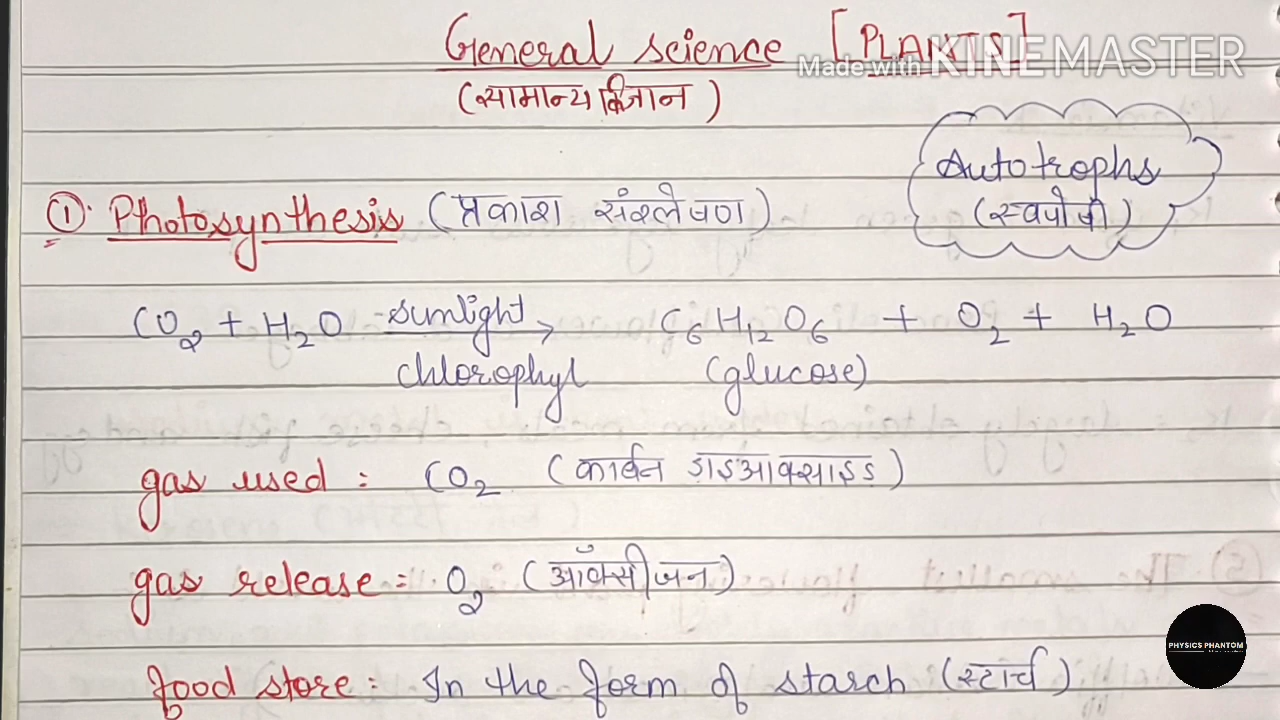 General science [PLANTS]
Made with KINEMASTER
(सामान्य विज्ञान)
Autotrophs
(स्वपोषी)
①. Photosynthesis (प्रकाश संश्लेषण)
CO2 + H2O sunlight → C6H12O6 + O2 + H2O
chlorophyl (glucose)
gas used : CO2 (कार्बन डाइआक्साइड)
gas release : O2 (ऑक्सीजन)
PHYSICS PHANTOM
food store : In the form of starch (स्टार्च)